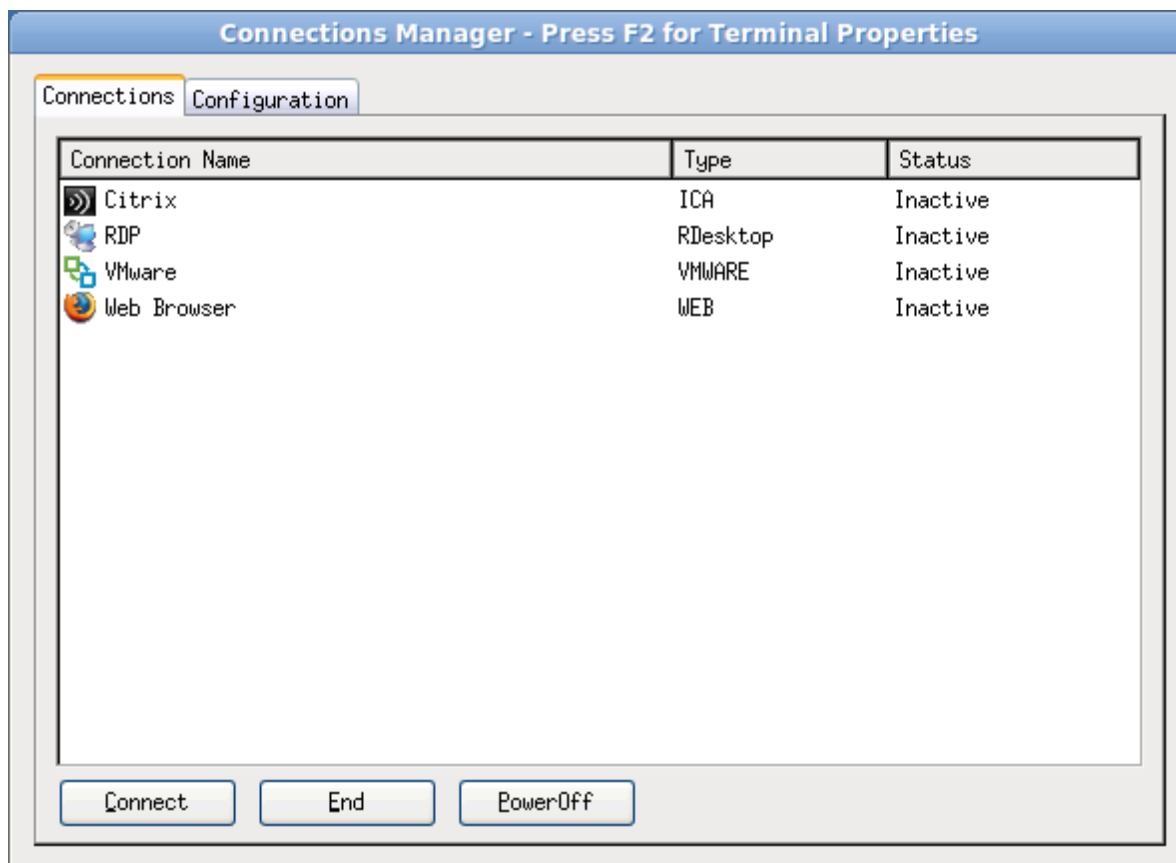 Connections Manager - Press F2 for Terminal Properties
Connections Configuration
Connection Name Type Status
Citrix ICA Inactive
RDP RDesktop Inactive
VMware VMWARE Inactive
Web Browser WEB Inactive
Connect End PowerOff